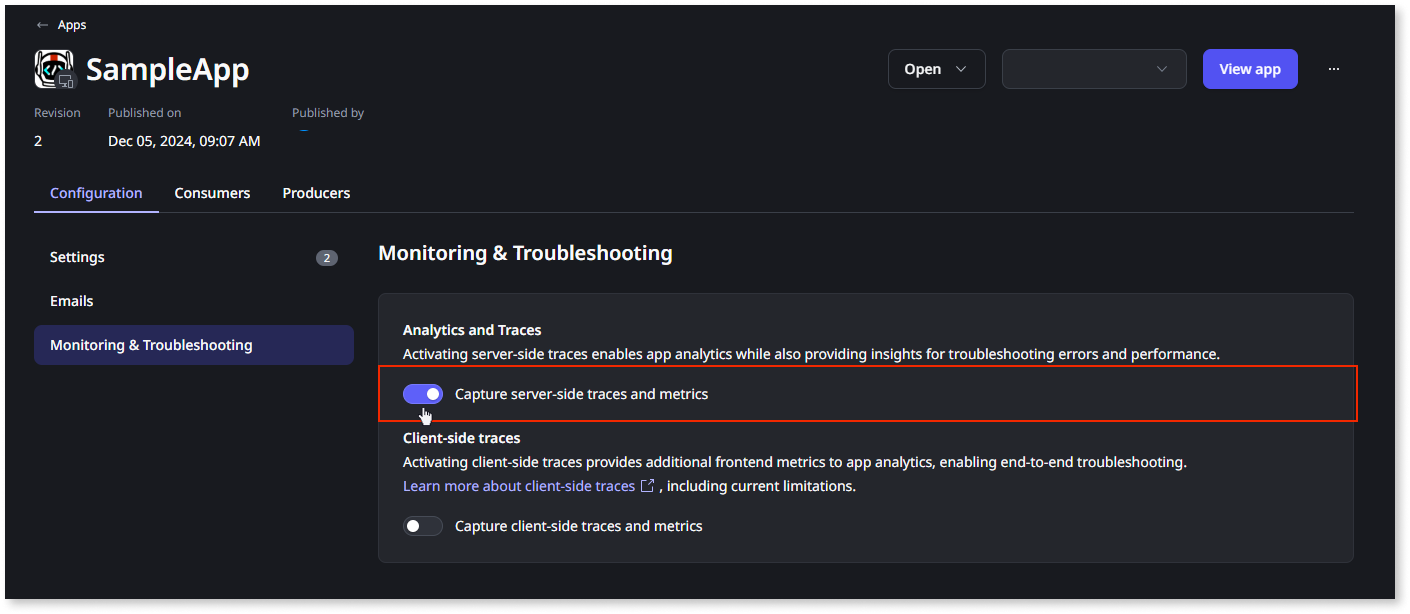 ← Apps
SampleApp
Open
View app
...
Revision Published on Published by
2 Dec 05, 2024, 09:07 AM
Configuration Consumers Producers
Settings 2
Emails
Monitoring & Troubleshooting
Monitoring & Troubleshooting
Analytics and Traces
Activating server-side traces enables app analytics while also providing insights for troubleshooting errors and performance.
Capture server-side traces and metrics
Client-side traces
Activating client-side traces provides additional frontend metrics to app analytics, enabling end-to-end troubleshooting.
Learn more about client-side traces , including current limitations.
Capture client-side traces and metrics